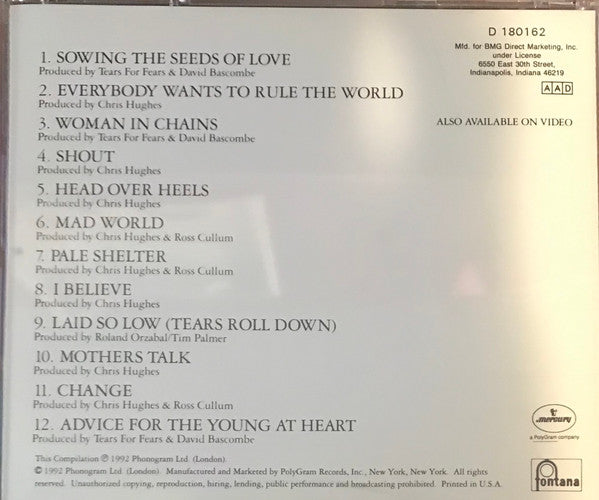 D 180162
Mfd. for BMG Direct Marketing, Inc.
under License
6550 East 30th Street,
Indianapolis, Indiana 46219
AAD
ALSO AVAILABLE ON VIDEO
1. SOWING THE SEEDS OF LOVE
Produced by Tears For Fears & David Bascombe
2. EVERYBODY WANTS TO RULE THE WORLD
Produced by Chris Hughes
3. WOMAN IN CHAINS
Produced by Tears For Fears & David Bascombe
4. SHOUT
Produced by Chris Hughes
5. HEAD OVER HEELS
Produced by Chris Hughes
6. MAD WORLD
Produced by Chris Hughes & Ross Cullum
7. PALE SHELTER
Produced by Chris Hughes & Ross Cullum
8. I BELIEVE
Produced by Chris Hughes
9. LAID SO LOW (TEARS ROLL DOWN)
Produced by Roland Orzabal/Tim Palmer
10. MOTHERS TALK
Produced by Chris Hughes
11. CHANGE
Produced by Chris Hughes & Ross Cullum
12. ADVICE FOR THE YOUNG AT HEART
Produced by Tears For Fears & David Bascombe
mercury
a PolyGram company
This Compilation ℗ 1992 Phonogram Ltd. (London).
© 1992 Phonogram Ltd. (London). Manufactured and Marketed by PolyGram Records, Inc., New York, New York. All rights
reserved. Unauthorized copying, reproduction, hiring, lending, public performance and broadcasting prohibited. Printed in U.S.A.
fontana